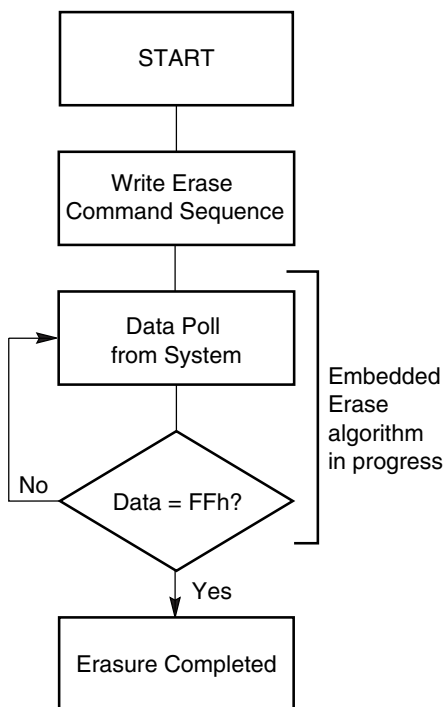 START
Write Erase
Command Sequence
Data Poll
from System
Embedded
Erase
algorithm
in progress
No
Data = FFh?
Yes
Erasure Completed